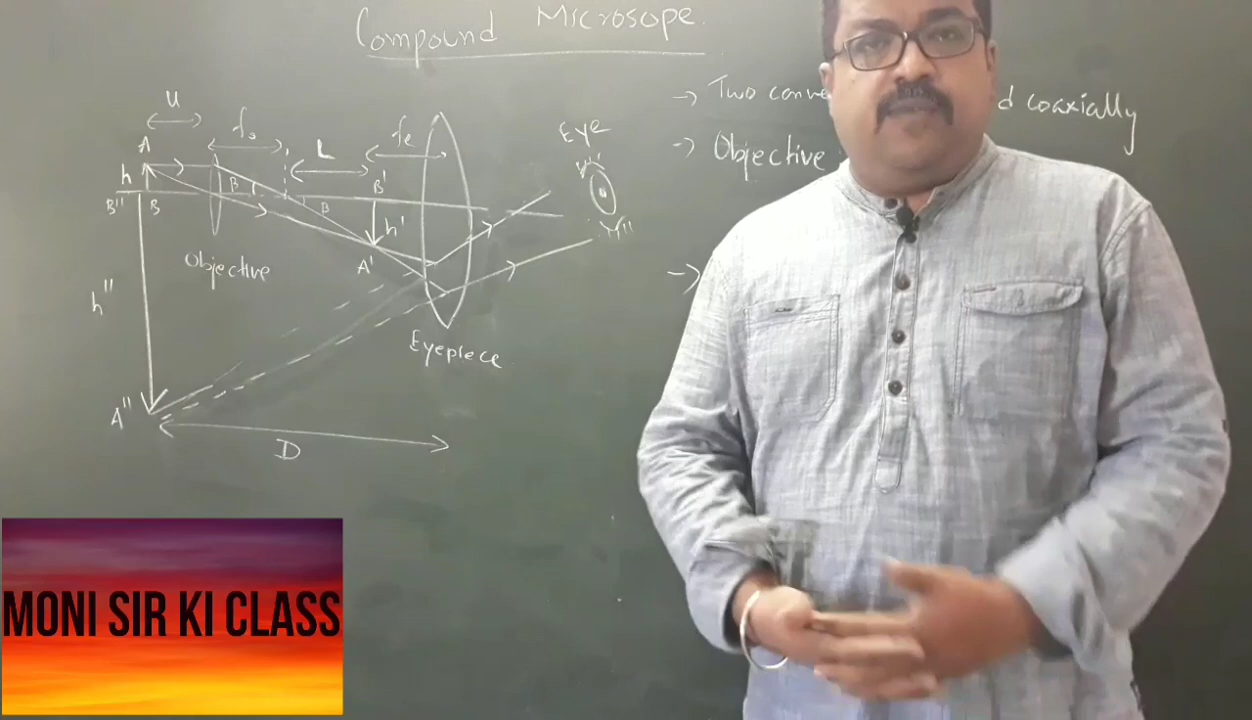 Compound Microsope.
u
fo
L
fe
Eye
A
h
B
B'
B" B
B
h'
A'
Objective
h"
Eyepiece
A"
D
→ Two conve d coaxially
→ Objective
→
MONI SIR KI CLASS